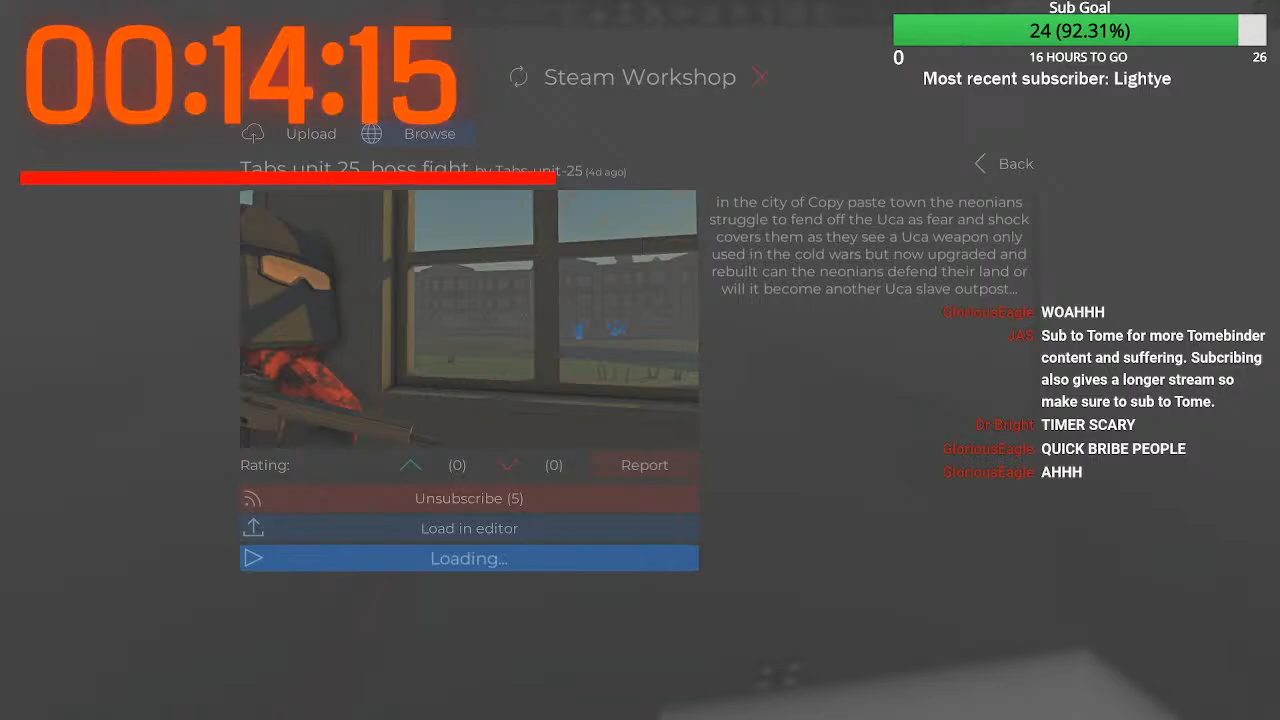 00:14:15
Sub Goal
24 (92.31%)
0
16 HOURS TO GO
26
Most recent subscriber: Lightye
Steam Workshop
Upload
Browse
Tabs unit 25, boss fight by Tabs-unit-25 (4d ago)
Back
in the city of Copy paste town the neonians
struggle to fend off the Uca as fear and shock
covers them as they see a Uca weapon only
used in the cold wars but now upgraded and
rebuilt can the neonians defend their land or
will it become another Uca slave outpost...
GloriousEagle WOAHHH
JAS Sub to Tome for more Tomebinder
content and suffering. Subcribing
also gives a longer stream so
make sure to sub to Tome.
Dr Bright TIMER SCARY
GloriousEagle QUICK BRIBE PEOPLE
GloriousEagle AHHH
Rating: (0) (0) Report
Unsubscribe (5)
Load in editor
Loading...